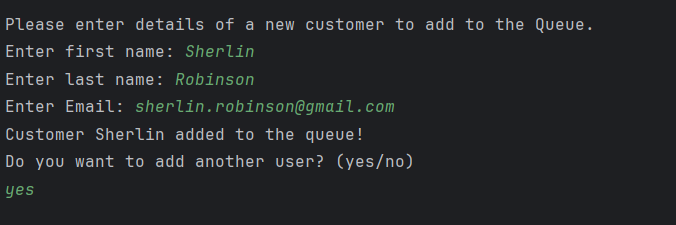 Please enter details of a new customer to add to the Queue.
Enter first name: Sherlin
Enter last name: Robinson
Enter Email: sherlin.robinson@gmail.com
Customer Sherlin added to the queue!
Do you want to add another user? (yes/no)
yes